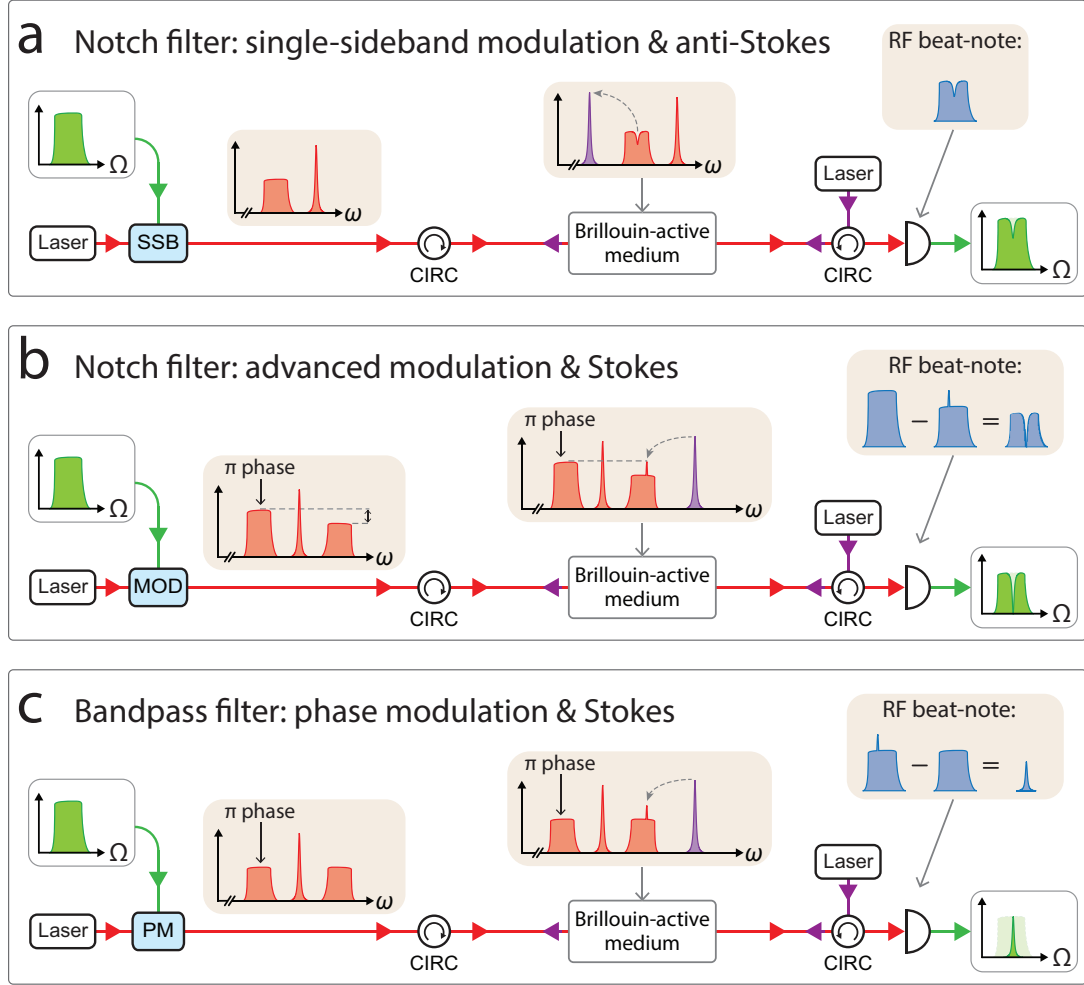 a Notch filter: single-sideband modulation & anti-Stokes
RF beat-note:
Ω
ω
ω
Laser
Laser
SSB
CIRC
Brillouin-active
medium
CIRC
Ω
b Notch filter: advanced modulation & Stokes
RF beat-note:
− =
Ω
π phase
ω
π phase
ω
Laser
Laser
MOD
CIRC
Brillouin-active
medium
CIRC
Ω
c Bandpass filter: phase modulation & Stokes
RF beat-note:
− =
Ω
π phase
ω
π phase
ω
Laser
Laser
PM
CIRC
Brillouin-active
medium
CIRC
Ω